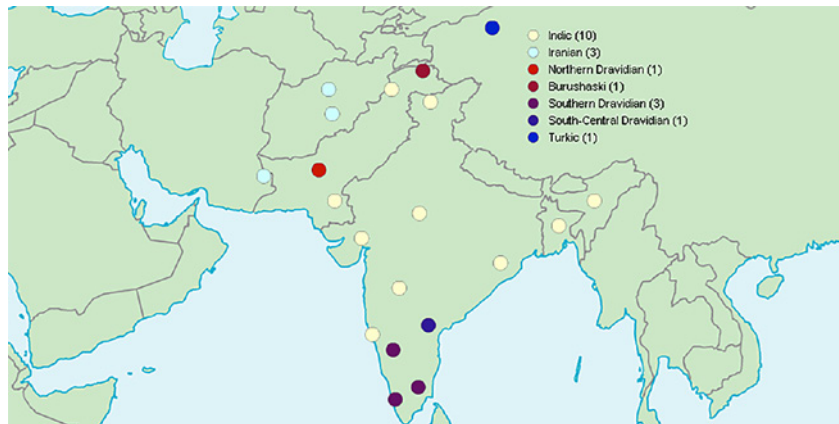 Indic (10)
Iranian (3)
Northern Dravidian (1)
Burushaski (1)
Southern Dravidian (3)
South-Central Dravidian (1)
Turkic (1)